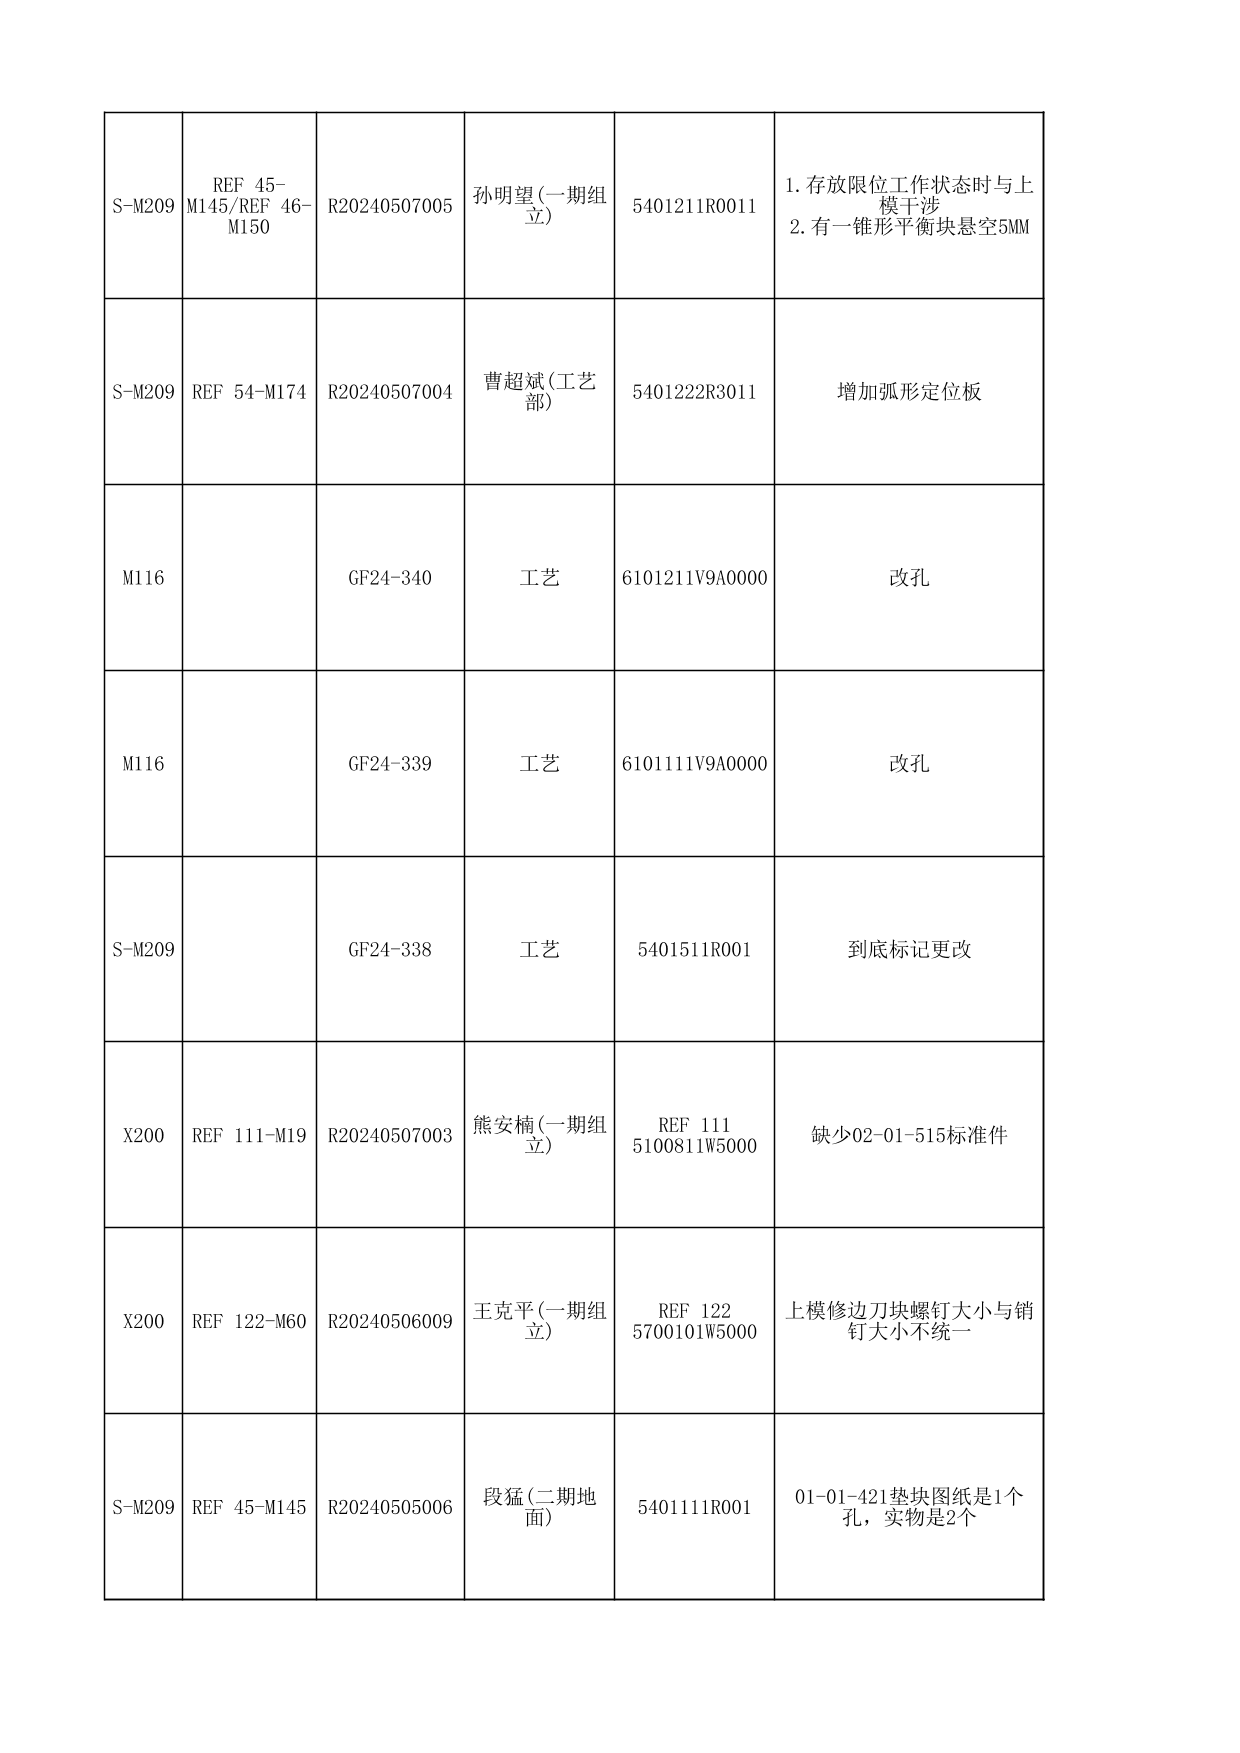 S-M209
REF 45-
M145/REF 46-
M150
R20240507005
孙明望(一期组
立)
5401211R0011
1.存放限位工作状态时与上
模干涉
2.有一锥形平衡块悬空5MM
S-M209
REF 54-M174
R20240507004
曹超斌(工艺
部)
5401222R3011
增加弧形定位板
M116
GF24-340
工艺
6101211V9A0000
改孔
M116
GF24-339
工艺
6101111V9A0000
改孔
S-M209
GF24-338
工艺
5401511R001
到底标记更改
X200
REF 111-M19
R20240507003
熊安楠(一期组
立)
REF 111
5100811W5000
缺少02-01-515标准件
X200
REF 122-M60
R20240506009
王克平(一期组
立)
REF 122
5700101W5000
上模修边刀块螺钉大小与销
钉大小不统一
S-M209
REF 45-M145
R20240505006
段猛(二期地
面)
5401111R001
01-01-421垫块图纸是1个
孔，实物是2个